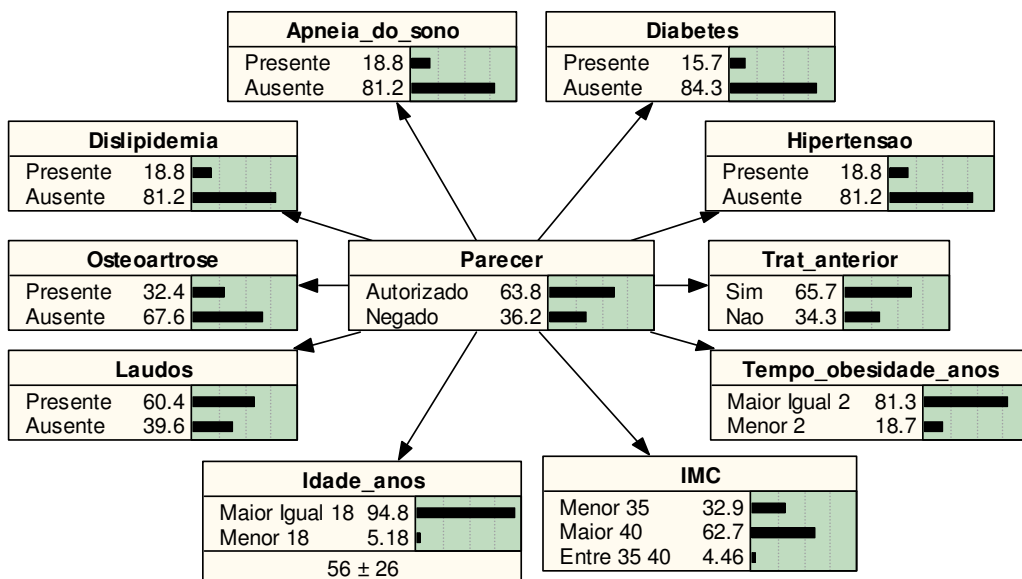 Apneia_do_sono
Presente 18.8
Ausente 81.2
Diabetes
Presente 15.7
Ausente 84.3
Dislipidemia
Presente 18.8
Ausente 81.2
Hipertensao
Presente 18.8
Ausente 81.2
Osteoartrose
Presente 32.4
Ausente 67.6
Parecer
Autorizado 63.8
Negado 36.2
Trat_anterior
Sim 65.7
Nao 34.3
Laudos
Presente 60.4
Ausente 39.6
Tempo_obesidade_anos
Maior Igual 2 81.3
Menor 2 18.7
Idade_anos
Maior Igual 18 94.8
Menor 18 5.18
56 ± 26
IMC
Menor 35 32.9
Maior 40 62.7
Entre 35 40 4.46